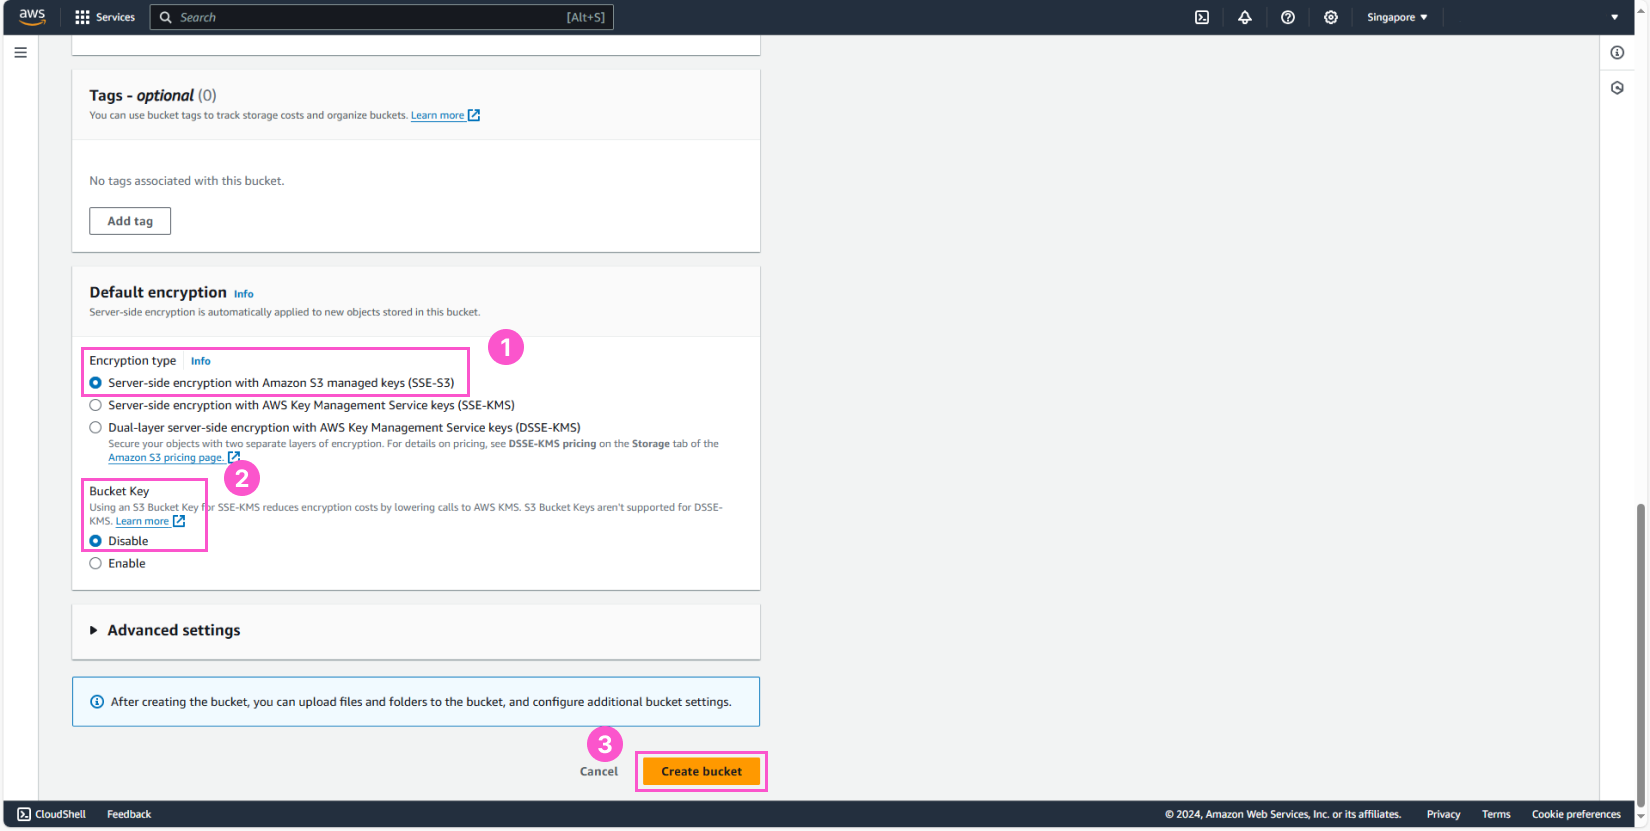 aws
Services
Search
[Alt+S]
Singapore
Tags - optional (0)
You can use bucket tags to track storage costs and organize buckets. Learn more
No tags associated with this bucket.
Add tag
Default encryption Info
Server-side encryption is automatically applied to new objects stored in this bucket.
1
Encryption type Info
Server-side encryption with Amazon S3 managed keys (SSE-S3)
Server-side encryption with AWS Key Management Service keys (SSE-KMS)
Dual-layer server-side encryption with AWS Key Management Service keys (DSSE-KMS)
Secure your objects with two separate layers of encryption. For details on pricing, see DSSE-KMS pricing on the Storage tab of the
Amazon S3 pricing page.
2
Bucket Key
Using an S3 Bucket Key for SSE-KMS reduces encryption costs by lowering calls to AWS KMS. S3 Bucket Keys aren't supported for DSSE-
KMS. Learn more
Disable
Enable
Advanced settings
After creating the bucket, you can upload files and folders to the bucket, and configure additional bucket settings.
3
Cancel
Create bucket
CloudShell
Feedback
© 2024, Amazon Web Services, Inc. or its affiliates.
Privacy
Terms
Cookie preferences